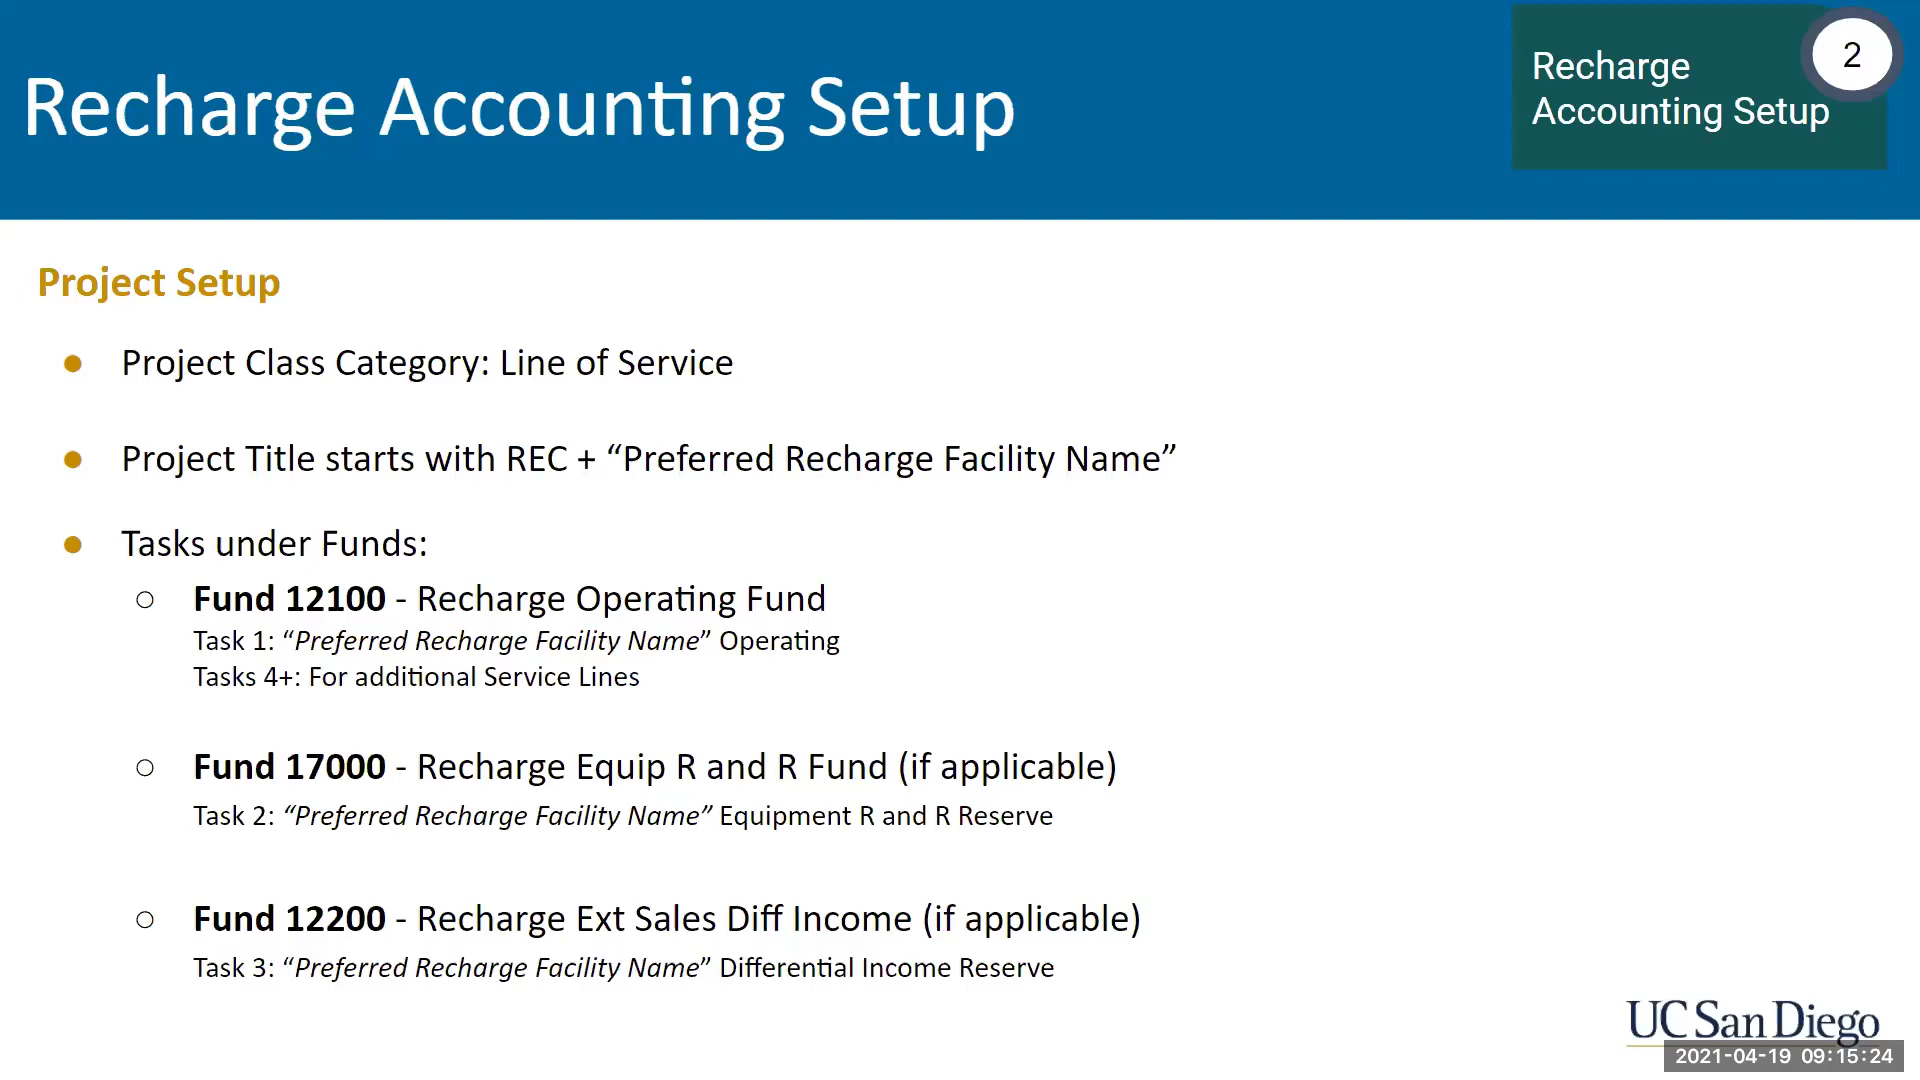 Recharge Accounting Setup
Recharge
Accounting Setup
2
Project Setup
● Project Class Category: Line of Service
● Project Title starts with REC + “Preferred Recharge Facility Name”
● Tasks under Funds:
○ Fund 12100 - Recharge Operating Fund
Task 1: “Preferred Recharge Facility Name” Operating
Tasks 4+: For additional Service Lines
○ Fund 17000 - Recharge Equip R and R Fund (if applicable)
Task 2: “Preferred Recharge Facility Name” Equipment R and R Reserve
○ Fund 12200 - Recharge Ext Sales Diff Income (if applicable)
Task 3: “Preferred Recharge Facility Name” Differential Income Reserve
UC San Diego
2021-04-19 09:15:24